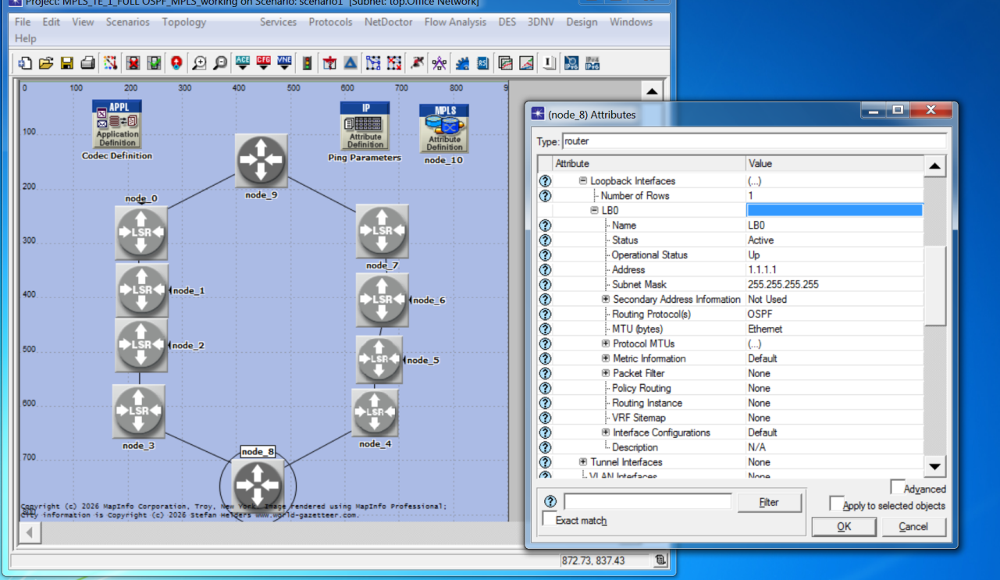 Project: MPLS_TE_1_FULL OSPF_MPLS_working on Scenario: scenario1 [Subnet: top.Office Network]
File Edit View Scenarios Topology Services Protocols NetDoctor Flow Analysis DES 3DNV Design Windows
Help
ACE CFG VNE RS IPv6 IPv4 IPv6
0 100 200 300 400 500 600 700 800 9
APPL
Application
Definition
Codec Definition
IP
Attribute
Definition
Ping Parameters
MPLS
Attribute
Definition
node_10
100
node_9
200
node_0
LSR
LSR
300
node_7
LSR
node_1
LSR
node_6
400
LSR
node_2
500
LSR
node_5
LSR
LSR
600
node_3
node_4
node_8
700
Copyright (c) 2026 MapInfo Corporation, Troy, New York. Image rendered using MapInfo Professional;
City information is Copyright (c) 2026 Stefan Helders www.world-gazetteer.com.
872.73, 837.43
(node_8) Attributes
Type: router
Attribute Value
Loopback Interfaces (...)
Number of Rows 1
LB0
Name LB0
Status Active
Operational Status Up
Address 1.1.1.1
Subnet Mask 255.255.255.255
Secondary Address Information Not Used
Routing Protocol(s) OSPF
MTU (bytes) Ethernet
Protocol MTUs (...)
Metric Information Default
Packet Filter None
Policy Routing None
Routing Instance None
VRF Sitemap None
Interface Configurations Default
Description N/A
Tunnel Interfaces None
VLAN Interfaces None
Advanced
Filter
Apply to selected objects
Exact match
OK Cancel